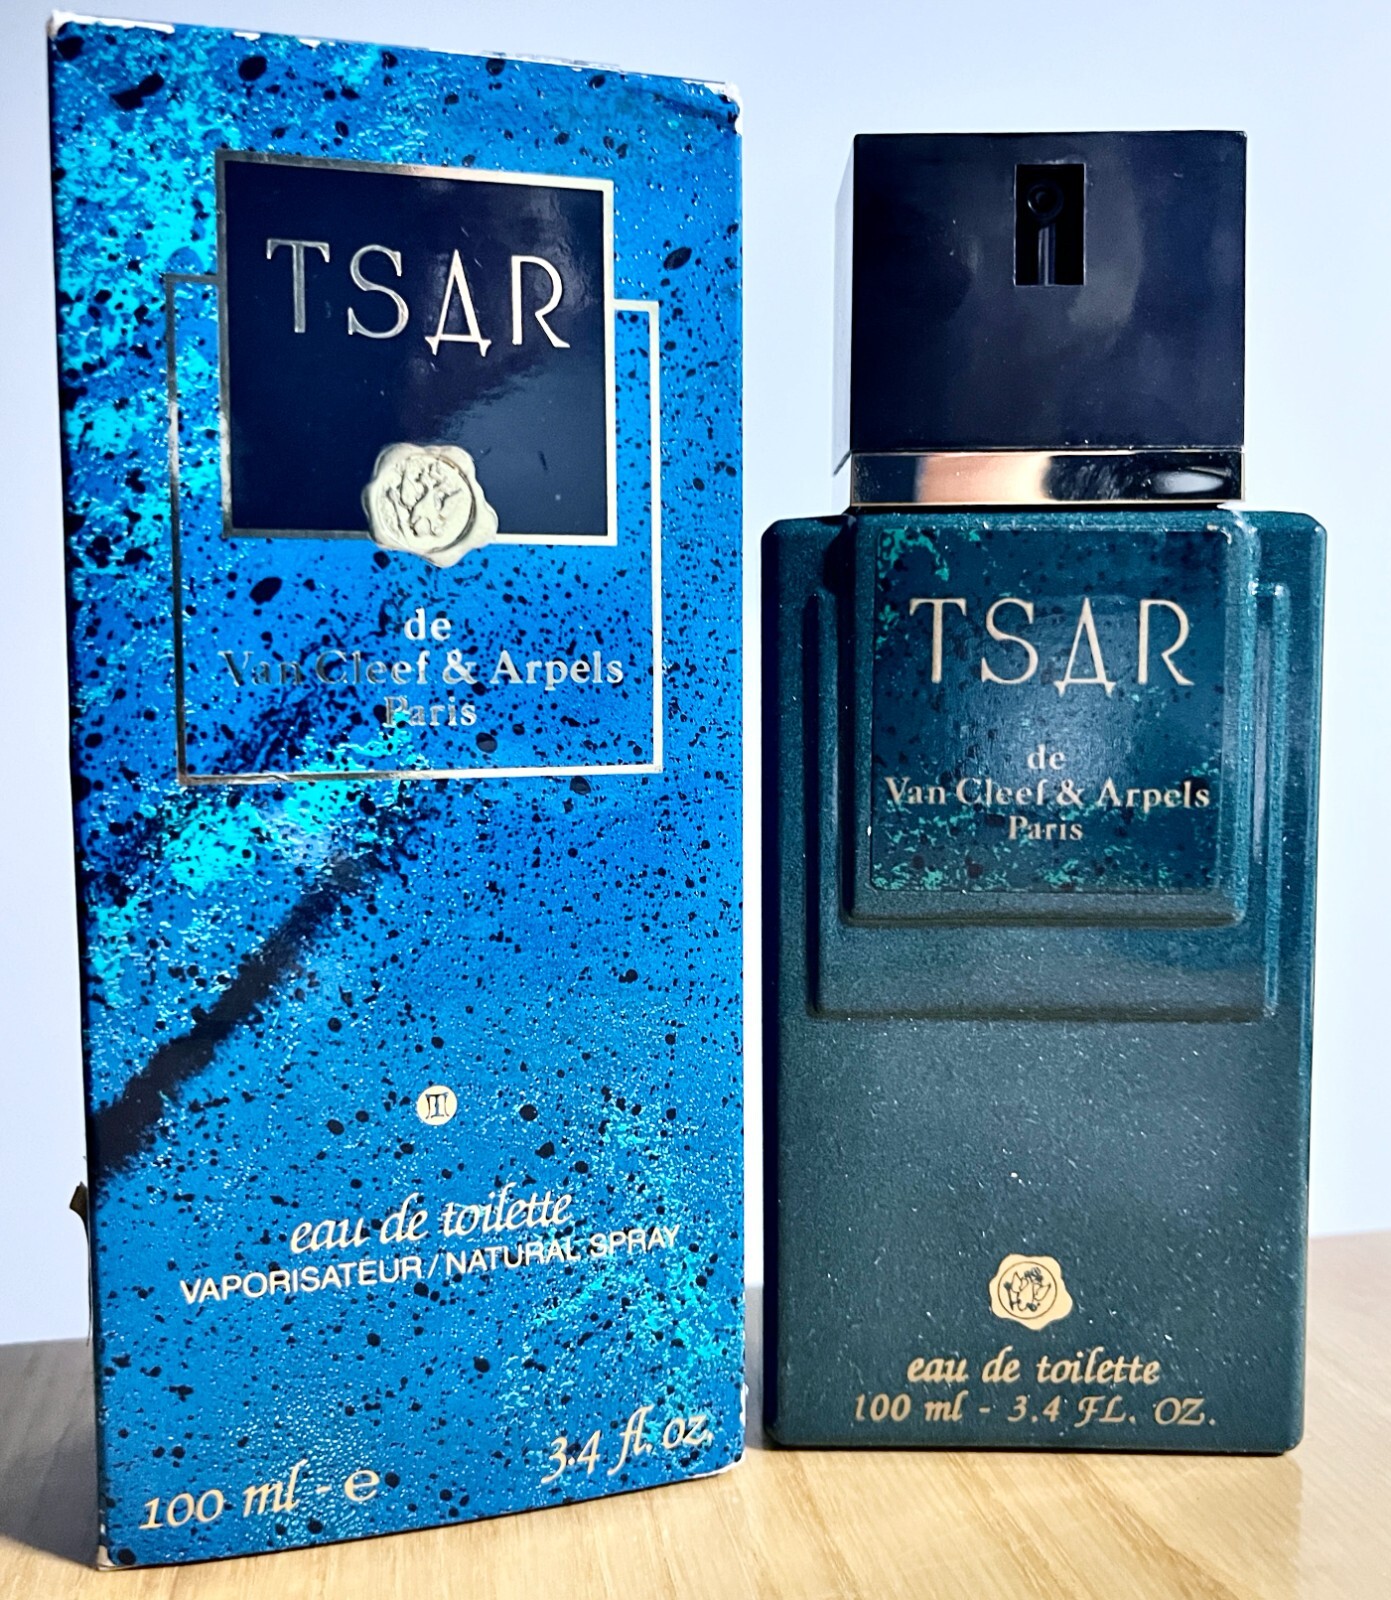 TSAR
de
Van Cleef & Arpels
Paris
eau de toilette
VAPORISATEUR / NATURAL SPRAY
100 ml - e 3.4 fl. oz.
TSAR
de
Van Cleef & Arpels
Paris
eau de toilette
100 ml - 3.4 FL. OZ.